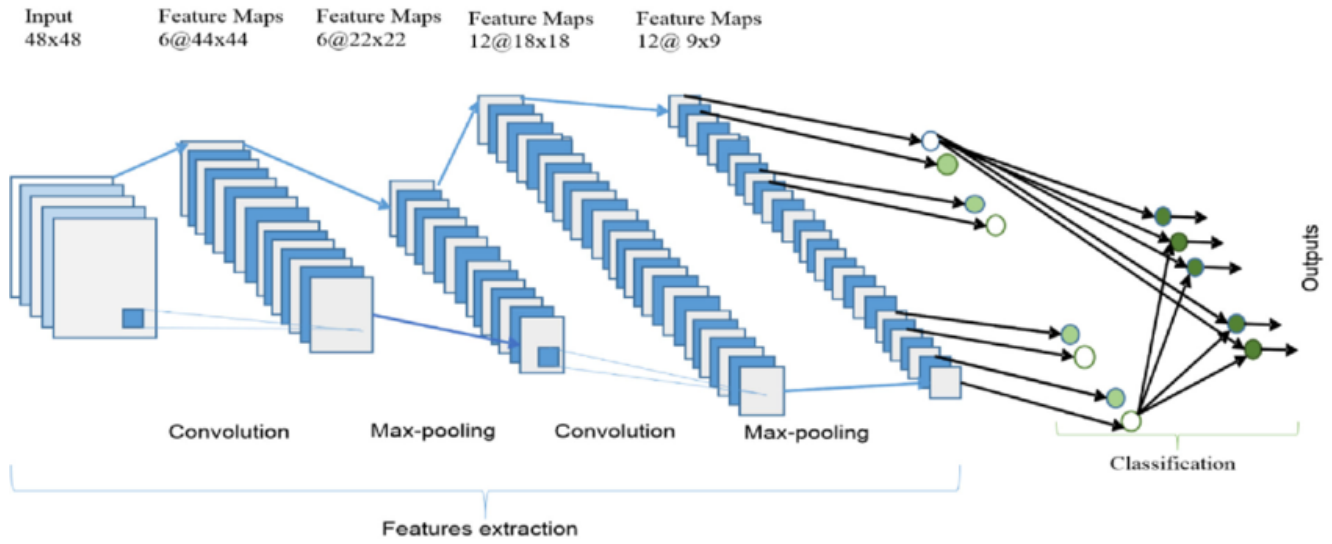 Input
48x48
Feature Maps
6@44x44
Feature Maps
6@22x22
Feature Maps
12@18x18
Feature Maps
12@ 9x9
Outputs
Convolution
Max-pooling
Convolution
Max-pooling
Classification
Features extraction